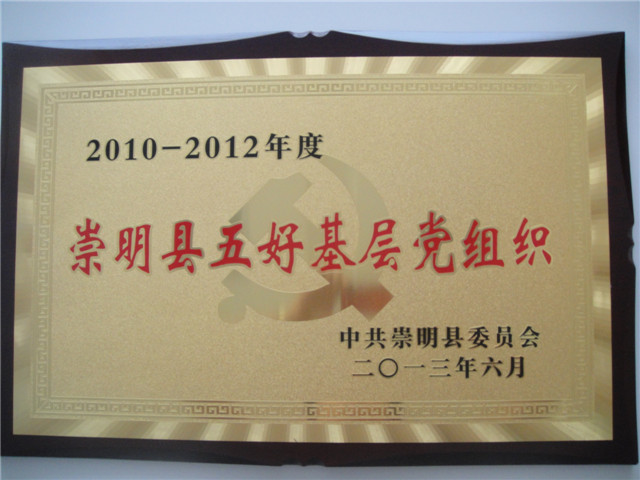 2010-2012年度
崇明县五好基层党组织
中共崇明县委员会
二〇一三年六月